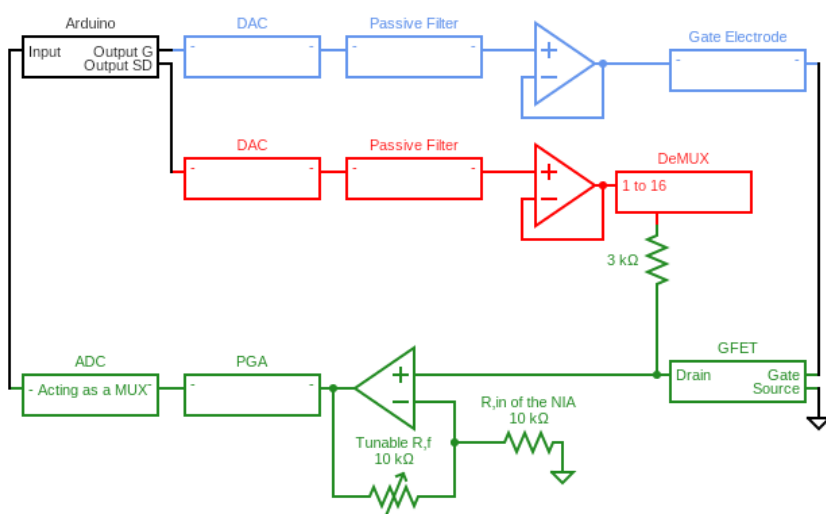 Arduino
Input
Output G
Output SD
DAC
- -
Passive Filter
- -
+
−
Gate Electrode
- -
DAC
- -
Passive Filter
- -
+
−
DeMUX
1 to 16
3 kΩ
ADC
- Acting as a MUX -
PGA
- -
+
−
Tunable R,f
10 kΩ
R,in of the NIA
10 kΩ
GFET
Drain
Gate
Source